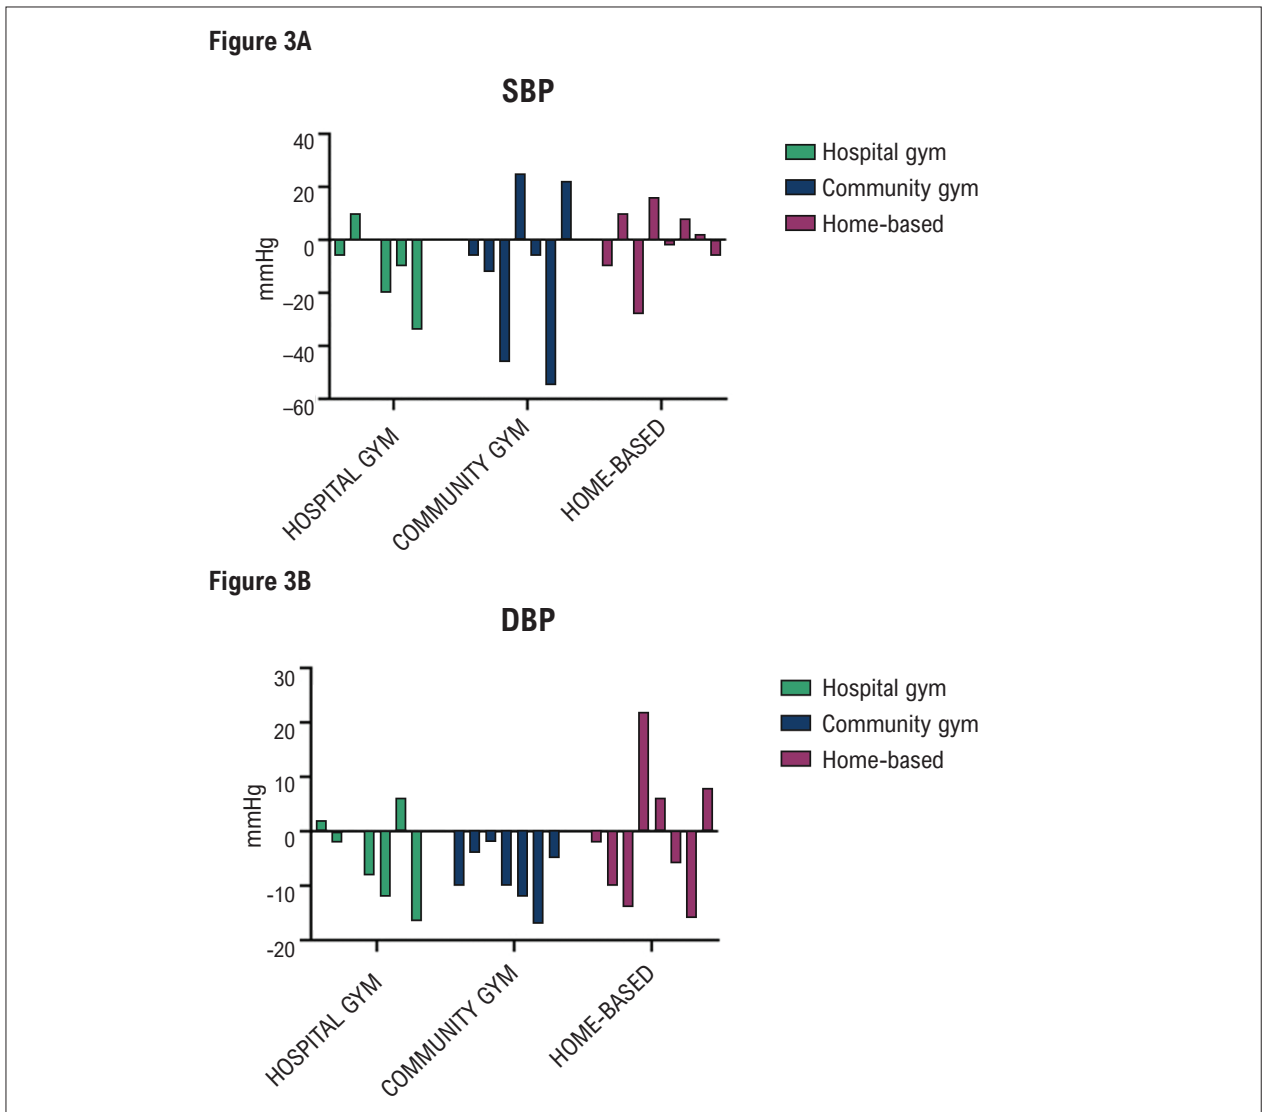 Figure 3A
SBP
40
20
0
–20
–40
–60
mmHg
HOSPITAL GYM
COMMUNITY GYM
HOME-BASED
Hospital gym
Community gym
Home-based
Figure 3B
DBP
30
20
10
0
-10
-20
mmHg
HOSPITAL GYM
COMMUNITY GYM
HOME-BASED
Hospital gym
Community gym
Home-based